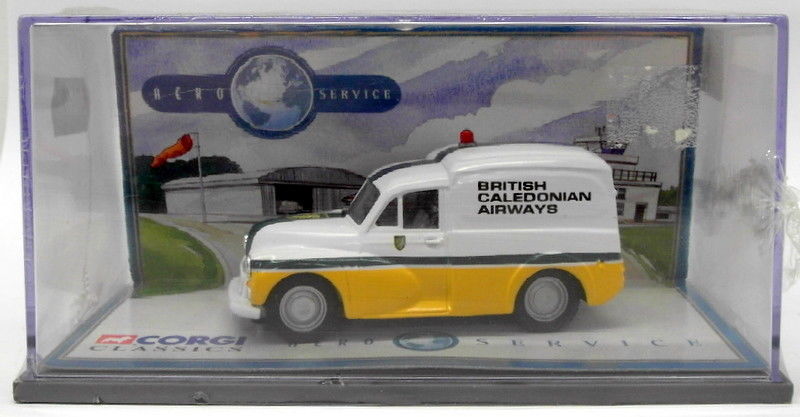 AERO SERVICE
BRITISH
CALEDONIAN
AIRWAYS
CORGI
CLASSICS
AERO SERVICE